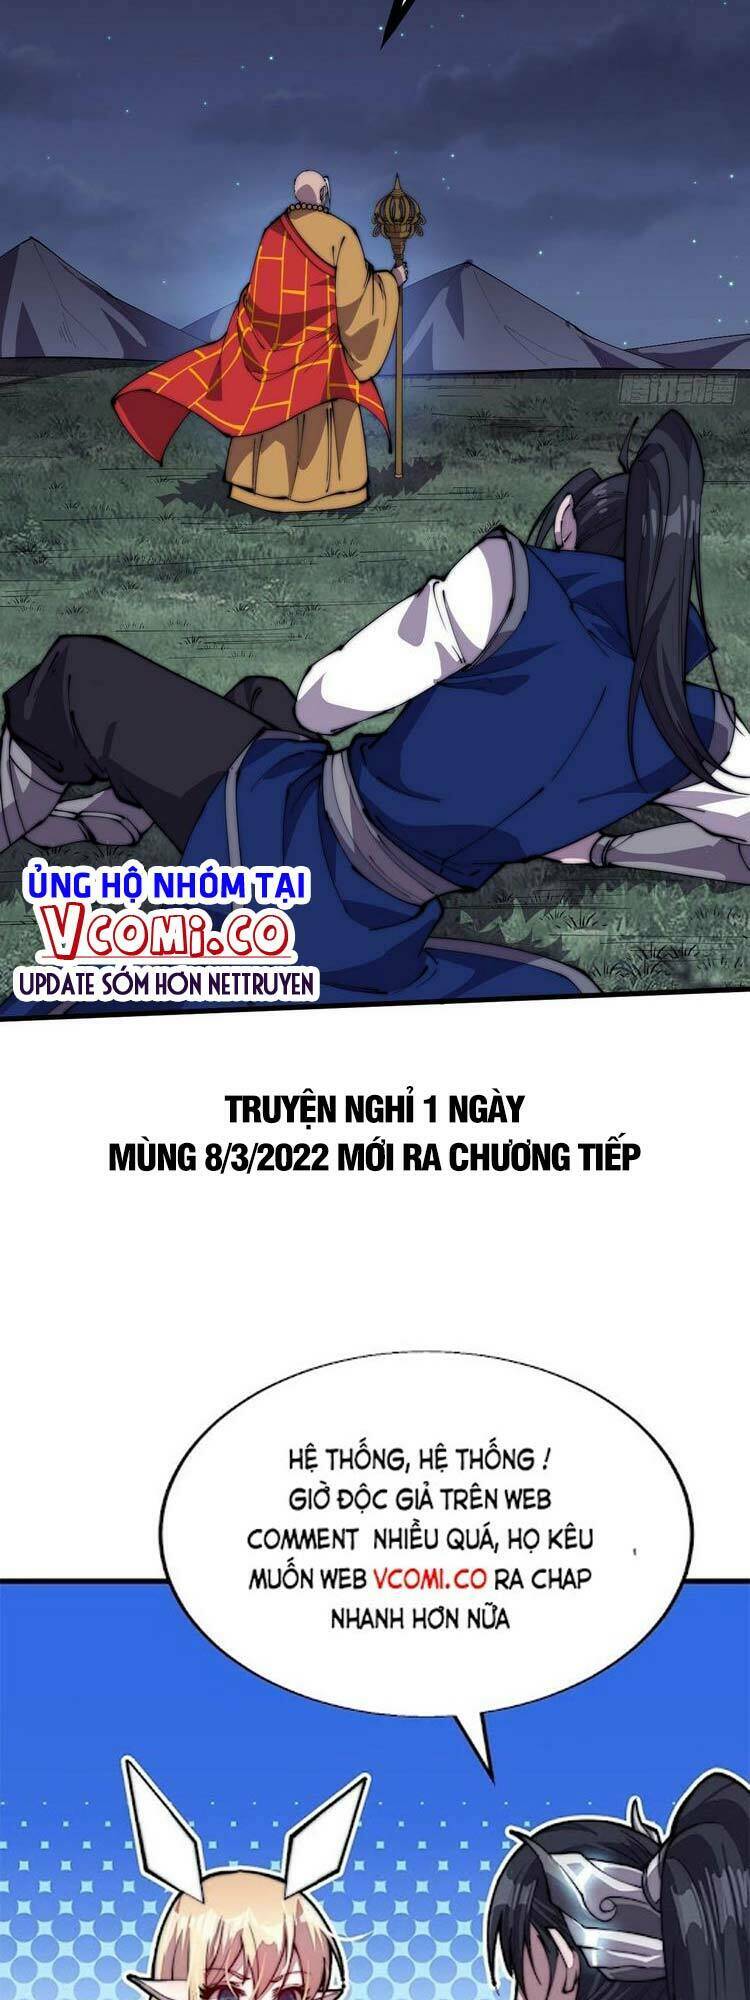 ỦNG HỘ NHÓM TẠI
VCOMI.CO
UPDATE SỚM HƠN NETTRUYEN
TRUYỆN NGHỈ 1 NGÀY
MÙNG 8/3/2022 MỚI RA CHƯƠNG TIẾP
HỆ THỐNG, HỆ THỐNG !
GIỜ ĐỘC GIẢ TRÊN WEB
COMMENT NHIỀU QUÁ, HỌ KÊU
MUỐN WEB VCOMI.CO RA CHAP
NHANH HƠN NỮA